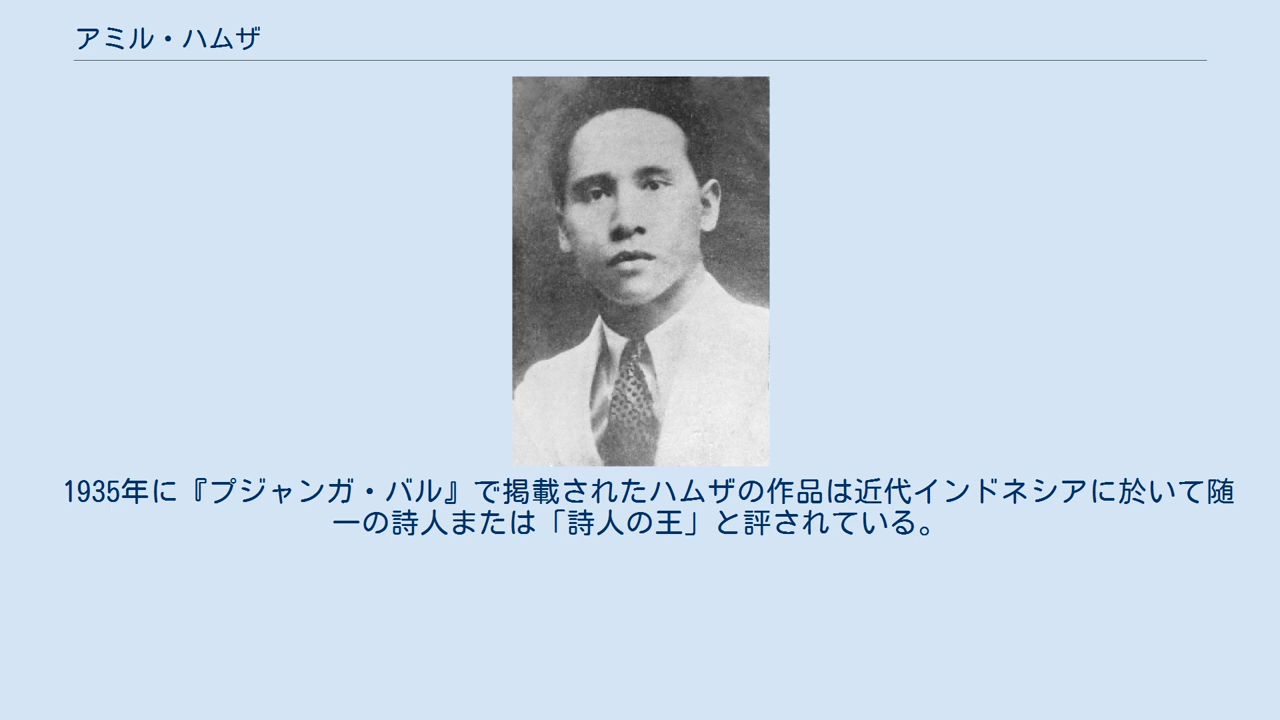 アミル・ハムザ
1935年に『プジャンガ・バル』で掲載されたハムザの作品は近代インドネシアに於いて随
一の詩人または「詩人の王」と評されている。